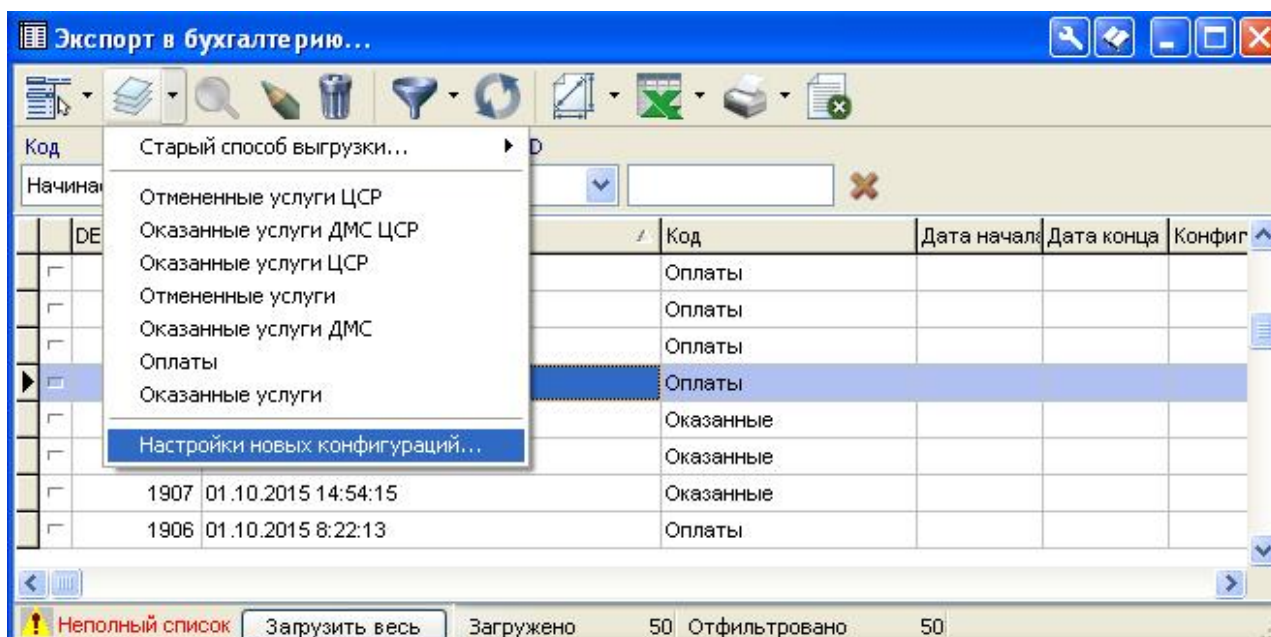 Экспорт в бухгалтерию...
Код
D
Старый способ выгрузки...
Начина
Отмененные услуги ЦСР
Оказанные услуги ДМС ЦСР
Оказанные услуги ЦСР
Отмененные услуги
Оказанные услуги ДМС
Оплаты
Оказанные услуги
Настройки новых конфигураций...
DE Код Дата начала Дата конца Конфиг
Оплаты
Оплаты
Оплаты
Оплаты
Оказанные
Оказанные
1907 01.10.2015 14:54:15 Оказанные
1906 01.10.2015 8:22:13 Оплаты
Неполный список Загрузить весь Загружено 50 Отфильтровано 50